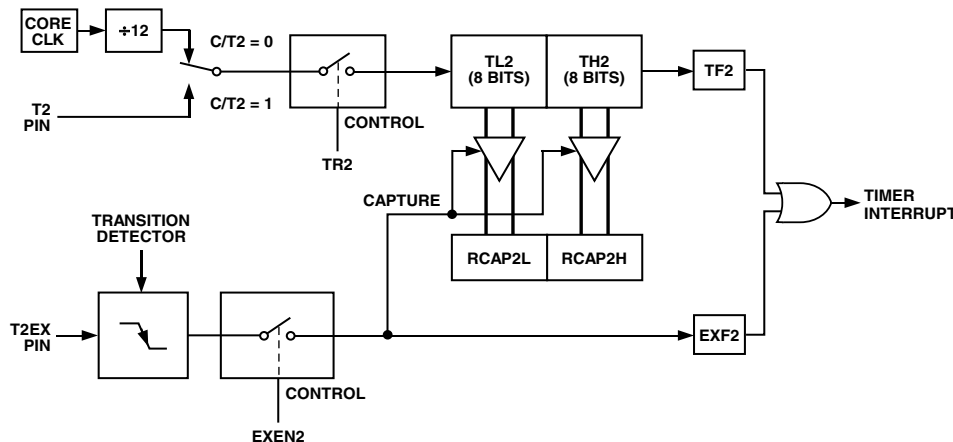 CORE
CLK
÷12
C/T2 = 0
C/T2 = 1
T2
PIN
CONTROL
TR2
TL2
(8 BITS)
TH2
(8 BITS)
TF2
CAPTURE
TRANSITION
DETECTOR
RCAP2L
RCAP2H
TIMER
INTERRUPT
T2EX
PIN
CONTROL
EXEN2
EXF2